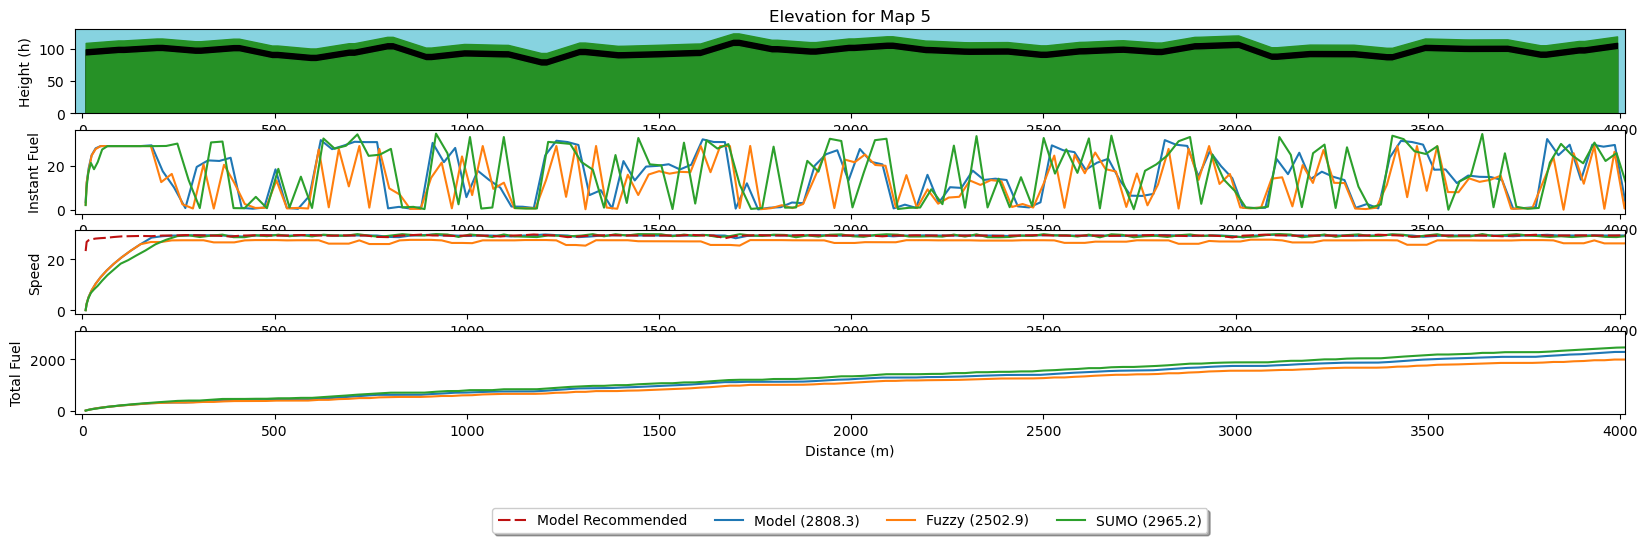 Elevation for Map 5
Height (h)
100
50
0
0 500 1000 1500 2000 2500 3000 3500 4000
Instant Fuel
20
0
0 500 1000 1500 2000 2500 3000 3500 4000
Speed
20
0
0 500 1000 1500 2000 2500 3000 3500 4000
Total Fuel
2000
0
0 500 1000 1500 2000 2500 3000 3500 4000
Distance (m)
Model Recommended Model (2808.3) Fuzzy (2502.9) SUMO (2965.2)